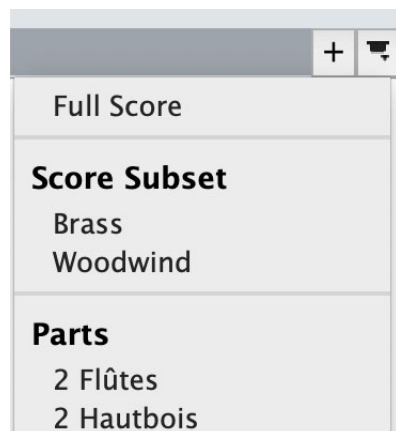 +
Full Score
Score Subset
Brass
Woodwind
Parts
2 Flûtes
2 Hautbois